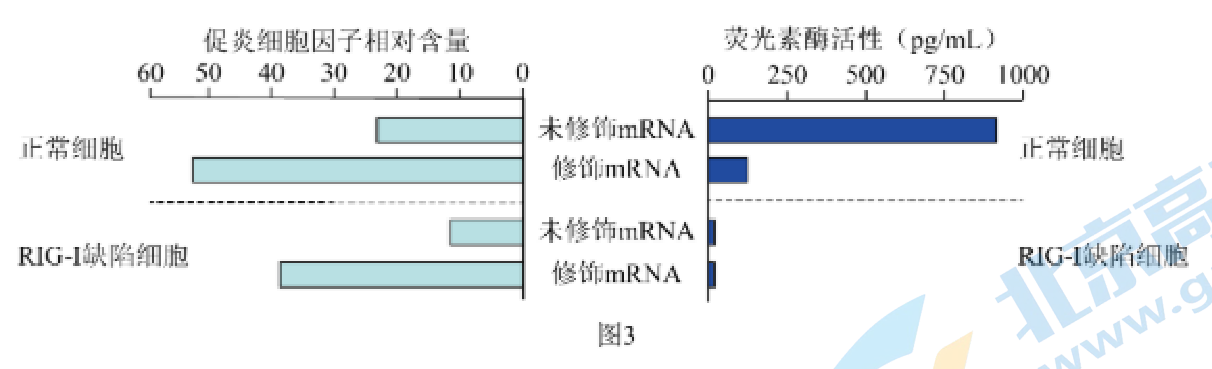 促炎细胞因子相对含量
荧光素酶活性（pg/mL）
60 50 40 30 20 10 0
0 250 500 750 1000
正常细胞
未修饰mRNA
修饰mRNA
正常细胞
RIG-I缺陷细胞
未修饰mRNA
修饰mRNA
RIG-I缺陷细胞
图3
北京高
www.g